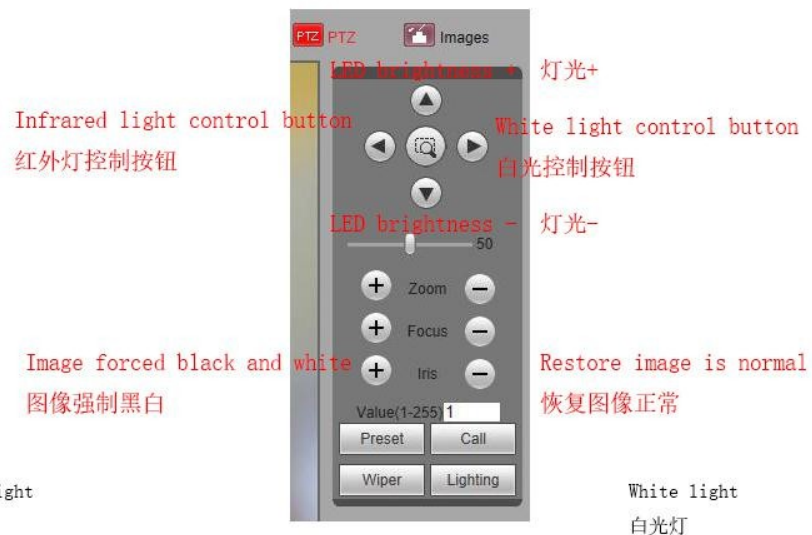 PTZ PTZ Images
LED brightness + 灯光+
Infrared light control button
红外灯控制按钮
White light control button
白光控制按钮
LED brightness - 灯光-
50
Zoom
Focus
Image forced black and white
图像强制黑白
Iris
Restore image is normal
恢复图像正常
Value(1-255) 1
Preset Call
Wiper Lighting
White light
白光灯